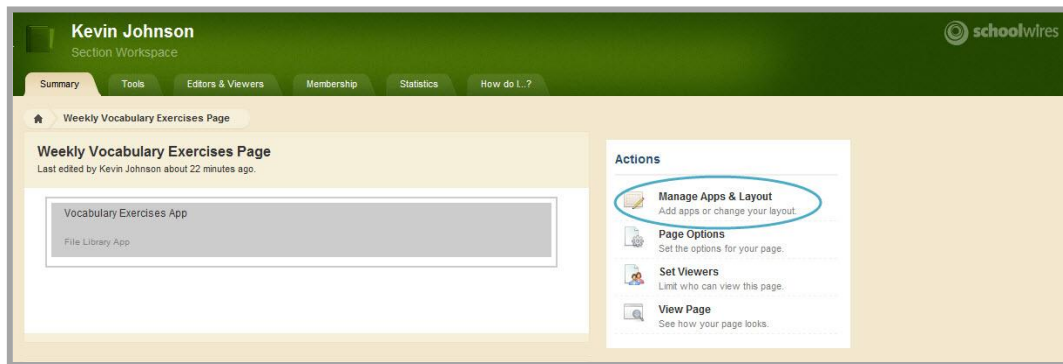 Kevin Johnson
Section Workspace
schoolwires
Summary Tools Editors & Viewers Membership Statistics How do I...?
Weekly Vocabulary Exercises Page
Weekly Vocabulary Exercises Page
Last edited by Kevin Johnson about 22 minutes ago.
Vocabulary Exercises App
File Library App
Actions
Manage Apps & Layout
Add apps or change your layout.
Page Options
Set the options for your page.
Set Viewers
Limit who can view this page.
View Page
See how your page looks.